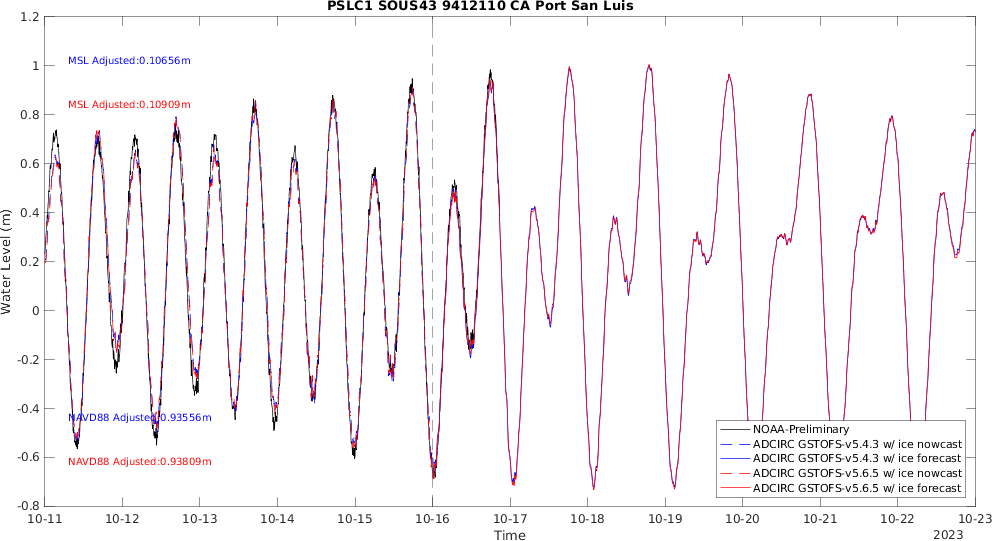 PSLC1 SOUS43 9412110 CA Port San Luis
1.2
1
0.8
0.6
0.4
0.2
0
-0.2
-0.4
-0.6
-0.8
Water Level (m)
MSL Adjusted:0.10656m
MSL Adjusted:0.10909m
NAVD88 Adjusted:0.93556m
NAVD88 Adjusted:0.93809m
NOAA-Preliminary
ADCIRC GSTOFS-v5.4.3 w/ ice nowcast
ADCIRC GSTOFS-v5.4.3 w/ ice forecast
ADCIRC GSTOFS-v5.6.5 w/ ice nowcast
ADCIRC GSTOFS-v5.6.5 w/ ice forecast
10-11 10-12 10-13 10-14 10-15 10-16 10-17 10-18 10-19 10-20 10-21 10-22 10-23
Time
2023